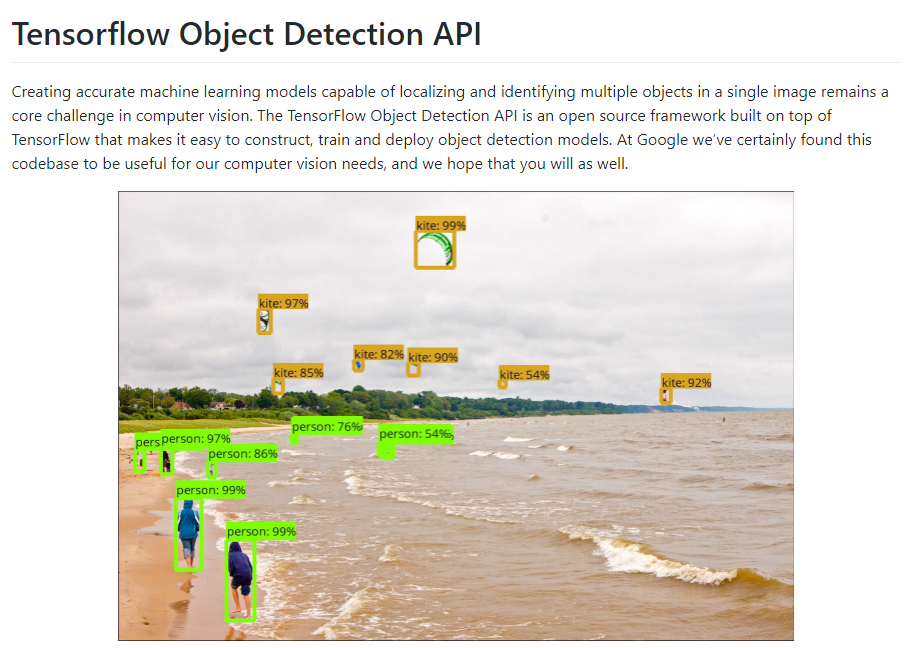 Tensorflow Object Detection API
Creating accurate machine learning models capable of localizing and identifying multiple objects in a single image remains a
core challenge in computer vision. The TensorFlow Object Detection API is an open source framework built on top of
TensorFlow that makes it easy to construct, train and deploy object detection models. At Google we’ve certainly found this
codebase to be useful for our computer vision needs, and we hope that you will as well.
kite: 99%
kite: 97%
kite: 82%
kite: 90%
kite: 85%
kite: 54%
kite: 92%
person: 76%
person: 54%
person: 97%
person: 86%
person: 99%
person: 99%